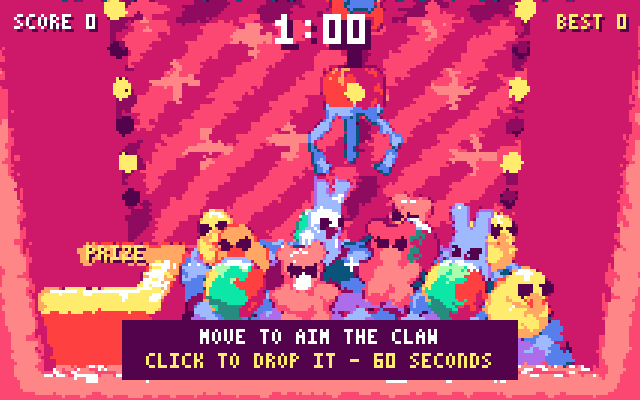 SCORE 0
1:00
BEST 0
PRIZE
MOVE TO AIM THE CLAW
CLICK TO DROP IT - 60 SECONDS